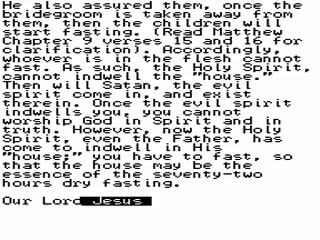 He also assured them, once the
bridegroom is taken away from
them, then the children will
start fasting. (Read Matthew
Chapter 9 verses 15 and 16 for
clarification). Accordingly,
whoever is in the flesh cannot
fast. As such, the Holy Spirit,
cannot indwell the "house."
Then will Satan, the evil
spirit come in, and exist
therein. Once the evil spirit
indwells you, you cannot
worship God in Spirit and in
truth. However, now the Holy
Spirit, even the Father, has
come to indwell in His
"house;" you have to fast, so
that the house may be the
essence of the seventy-two
hours dry fasting.
Our Lord Jesus